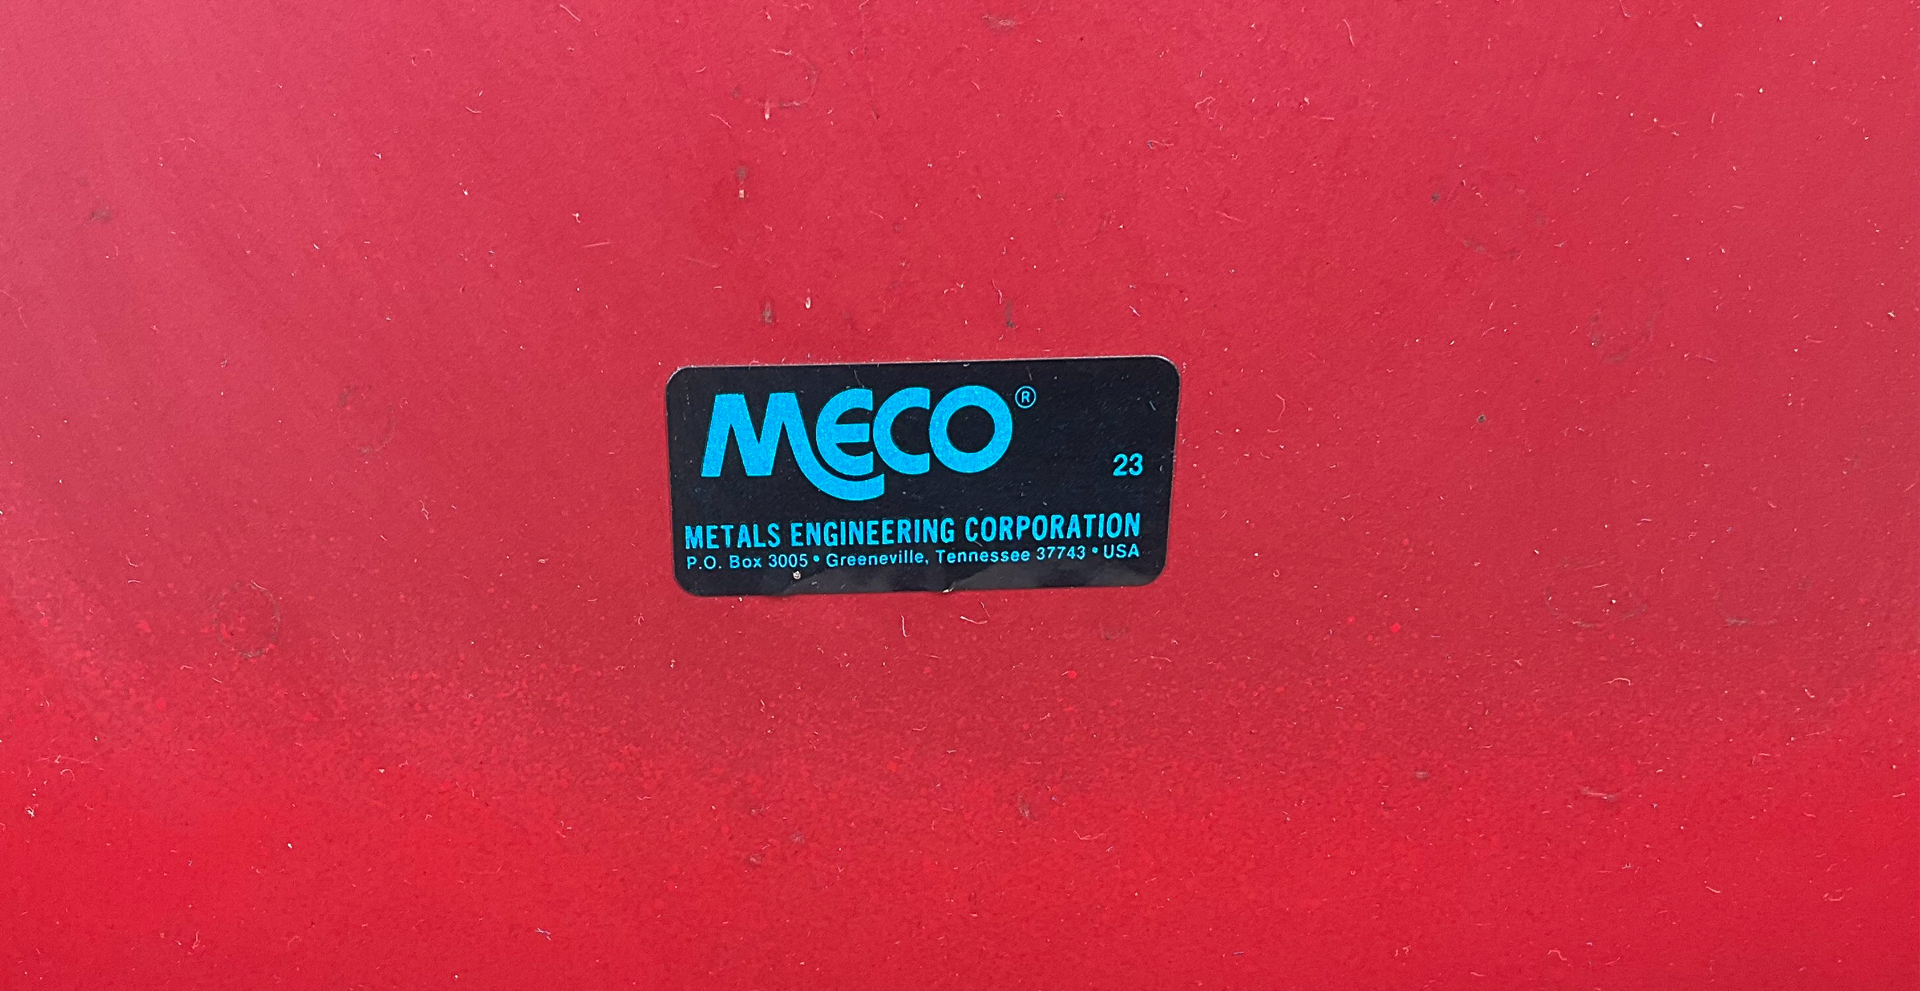 MECO®
23
METALS ENGINEERING CORPORATION
P.O. Box 3005 • Greeneville, Tennessee 37743 • USA